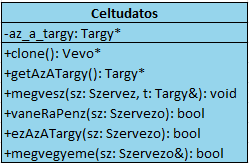 Celtudatos
-az_a_targy: Targy*
+clone(): Vevo*
+getAzATargy(): Targy*
+megvesz(sz: Szervez, t: Targy&): void
+vaneRaPenz(sz: Szervezo): bool
+ezAzATargy(sz: Szervezo): bool
+megvegyeme(sz: Szervezo&): bool